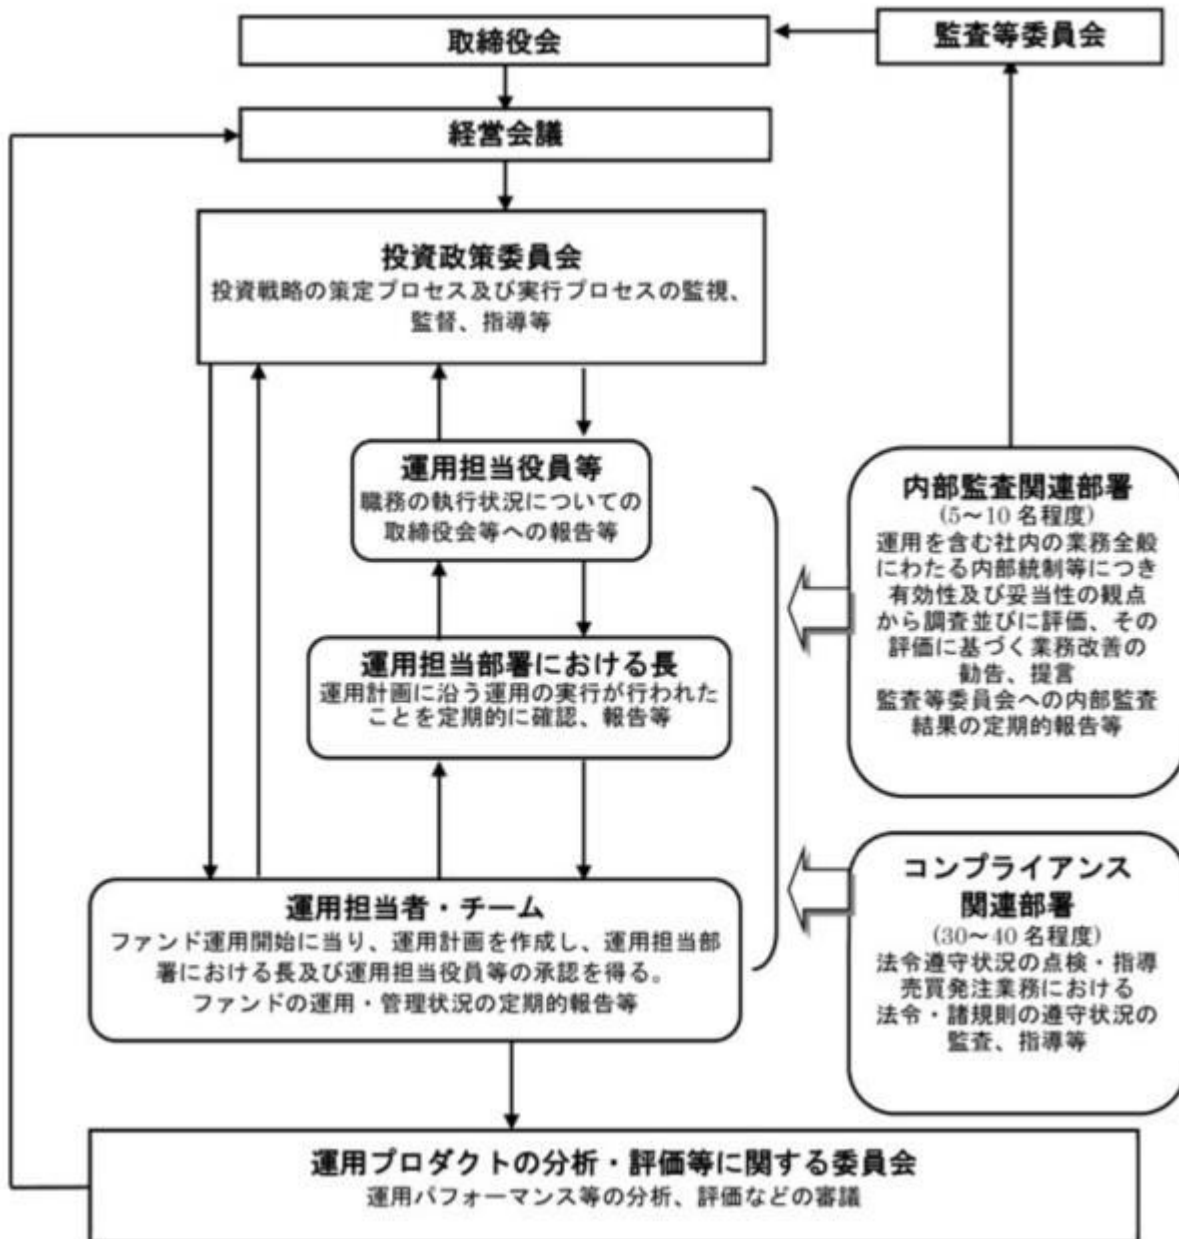 取締役会
監査等委員会
経営会議
投資政策委員会
投資戦略の策定プロセス及び実行プロセスの監視、
監督、指導等
運用担当役員等
職務の執行状況についての
取締役会等への報告等
運用担当部署における長
運用計画に沿う運用の実行が行われた
ことを定期的に確認、報告等
運用担当者・チーム
ファンド運用開始に当り、運用計画を作成し、運用担当部
署における長及び運用担当役員等の承認を得る。
ファンドの運用・管理状況の定期的報告等
内部監査関連部署
(5～10 名程度)
運用を含む社内の業務全般
にわたる内部統制等につき
有効性及び妥当性の観点
から調査並びに評価、その
評価に基づく業務改善の
勧告、提言
監査等委員会への内部監査
結果の定期的報告等
コンプライアンス
関連部署
(30～40 名程度)
法令遵守状況の点検・指導
売買発注業務における
法令・諸規則の遵守状況の
監査、指導等
運用プロダクトの分析・評価等に関する委員会
運用パフォーマンス等の分析、評価などの審議